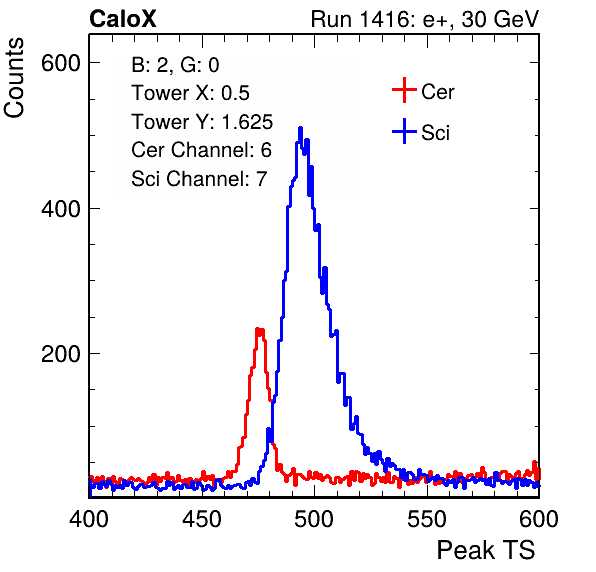 CaloX Run 1416: e+, 30 GeV
Counts
600
400
200
B: 2, G: 0
Tower X: 0.5
Tower Y: 1.625
Cer Channel: 6
Sci Channel: 7
Cer
Sci
400 450 500 550 600
Peak TS